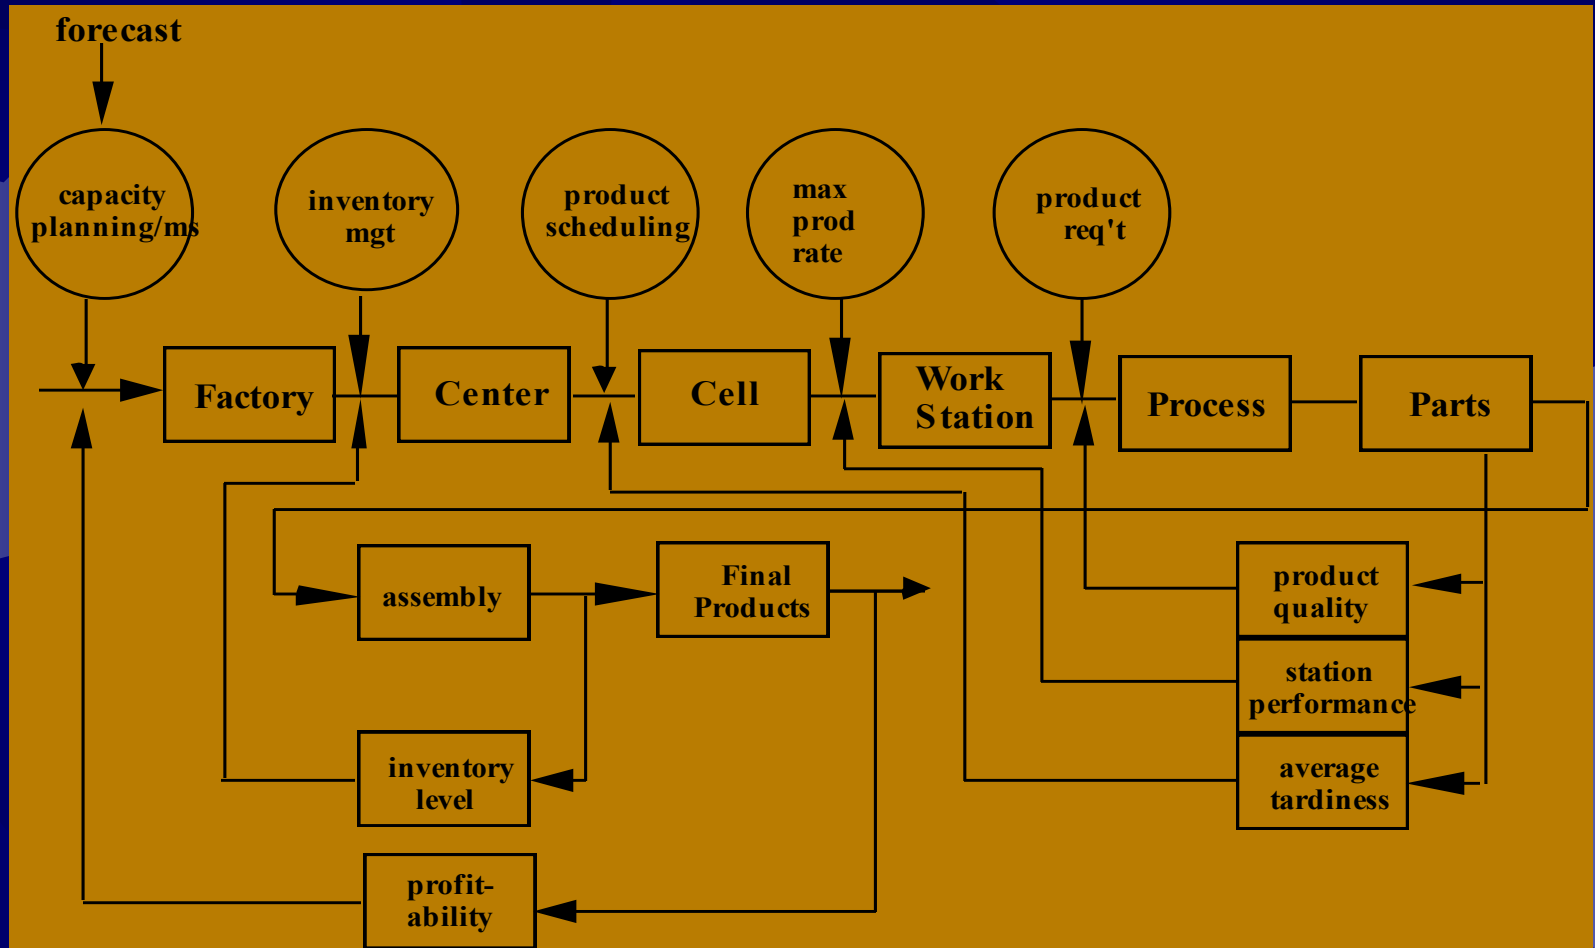 forecast
capacity
planning/ms
inventory
mgt
product
scheduling
max
prod
rate
product
req't
Factory
Center
Cell
Work
Station
Process
Parts
assembly
Final
Products
product
quality
station
performance
inventory
level
average
tardiness
profit-
ability